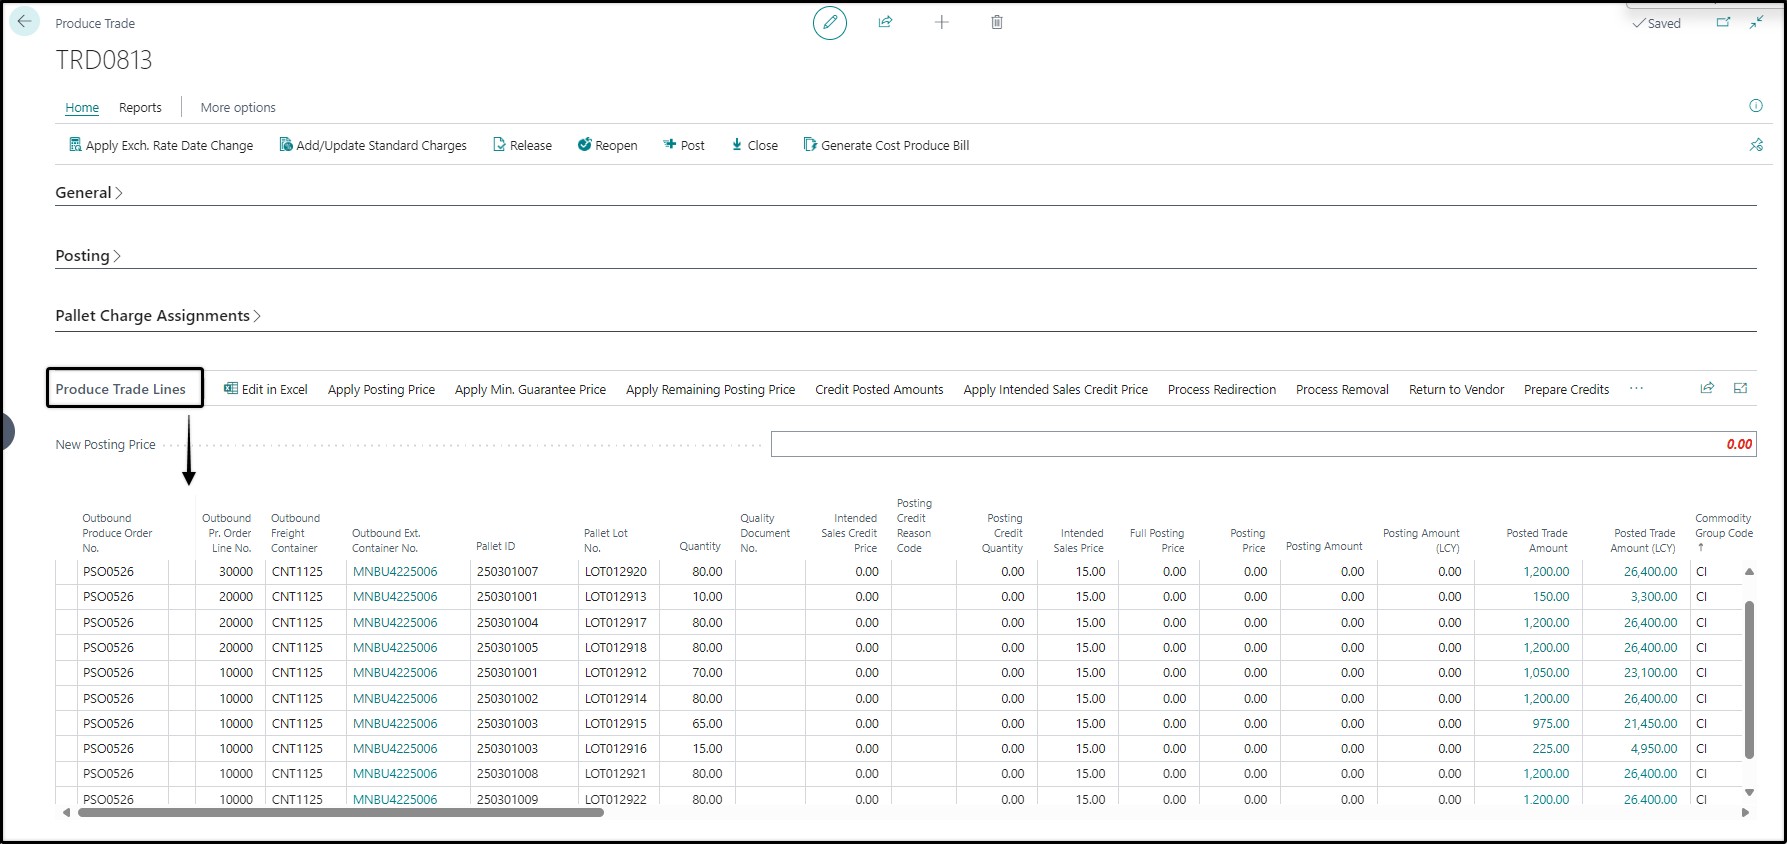 Produce Trade
Saved
TRD0813
Home Reports More options
Apply Exch. Rate Date Change Add/Update Standard Charges Release Reopen Post Close Generate Cost Produce Bill
General
Posting
Pallet Charge Assignments
Produce Trade Lines Edit in Excel Apply Posting Price Apply Min. Guarantee Price Apply Remaining Posting Price Credit Posted Amounts Apply Intended Sales Credit Price Process Redirection Process Removal Return to Vendor Prepare Credits ...
New Posting Price 0.00
Outbound Produce Order No. Outbound Pr. Order Line No. Outbound Freight Container Outbound Ext. Container No. Pallet ID Pallet Lot No. Quantity Quality Document No. Intended Sales Credit Price Posting Credit Reason Code Posting Credit Quantity Intended Sales Price Full Posting Price Posting Price Posting Amount Posting Amount (LCY) Posted Trade Amount Posted Trade Amount (LCY) Commodity Group Code ↑
PSO0526 30000 CNT1125 MNBU4225006 250301007 LOT012920 80.00 0.00 0.00 15.00 0.00 0.00 0.00 0.00 1,200.00 26,400.00 CI
PSO0526 20000 CNT1125 MNBU4225006 250301001 LOT012913 10.00 0.00 0.00 15.00 0.00 0.00 0.00 0.00 150.00 3,300.00 CI
PSO0526 20000 CNT1125 MNBU4225006 250301004 LOT012917 80.00 0.00 0.00 15.00 0.00 0.00 0.00 0.00 1,200.00 26,400.00 CI
PSO0526 20000 CNT1125 MNBU4225006 250301005 LOT012918 80.00 0.00 0.00 15.00 0.00 0.00 0.00 0.00 1,200.00 26,400.00 CI
PSO0526 10000 CNT1125 MNBU4225006 250301001 LOT012912 70.00 0.00 0.00 15.00 0.00 0.00 0.00 0.00 1,050.00 23,100.00 CI
PSO0526 10000 CNT1125 MNBU4225006 250301002 LOT012914 80.00 0.00 0.00 15.00 0.00 0.00 0.00 0.00 1,200.00 26,400.00 CI
PSO0526 10000 CNT1125 MNBU4225006 250301003 LOT012915 65.00 0.00 0.00 15.00 0.00 0.00 0.00 0.00 975.00 21,450.00 CI
PSO0526 10000 CNT1125 MNBU4225006 250301003 LOT012916 15.00 0.00 0.00 15.00 0.00 0.00 0.00 0.00 225.00 4,950.00 CI
PSO0526 10000 CNT1125 MNBU4225006 250301008 LOT012921 80.00 0.00 0.00 15.00 0.00 0.00 0.00 0.00 1,200.00 26,400.00 CI
PSO0526 10000 CNT1125 MNBU4225006 250301009 LOT012922 80.00 0.00 0.00 15.00 0.00 0.00 0.00 0.00 1,200.00 26,400.00 CI